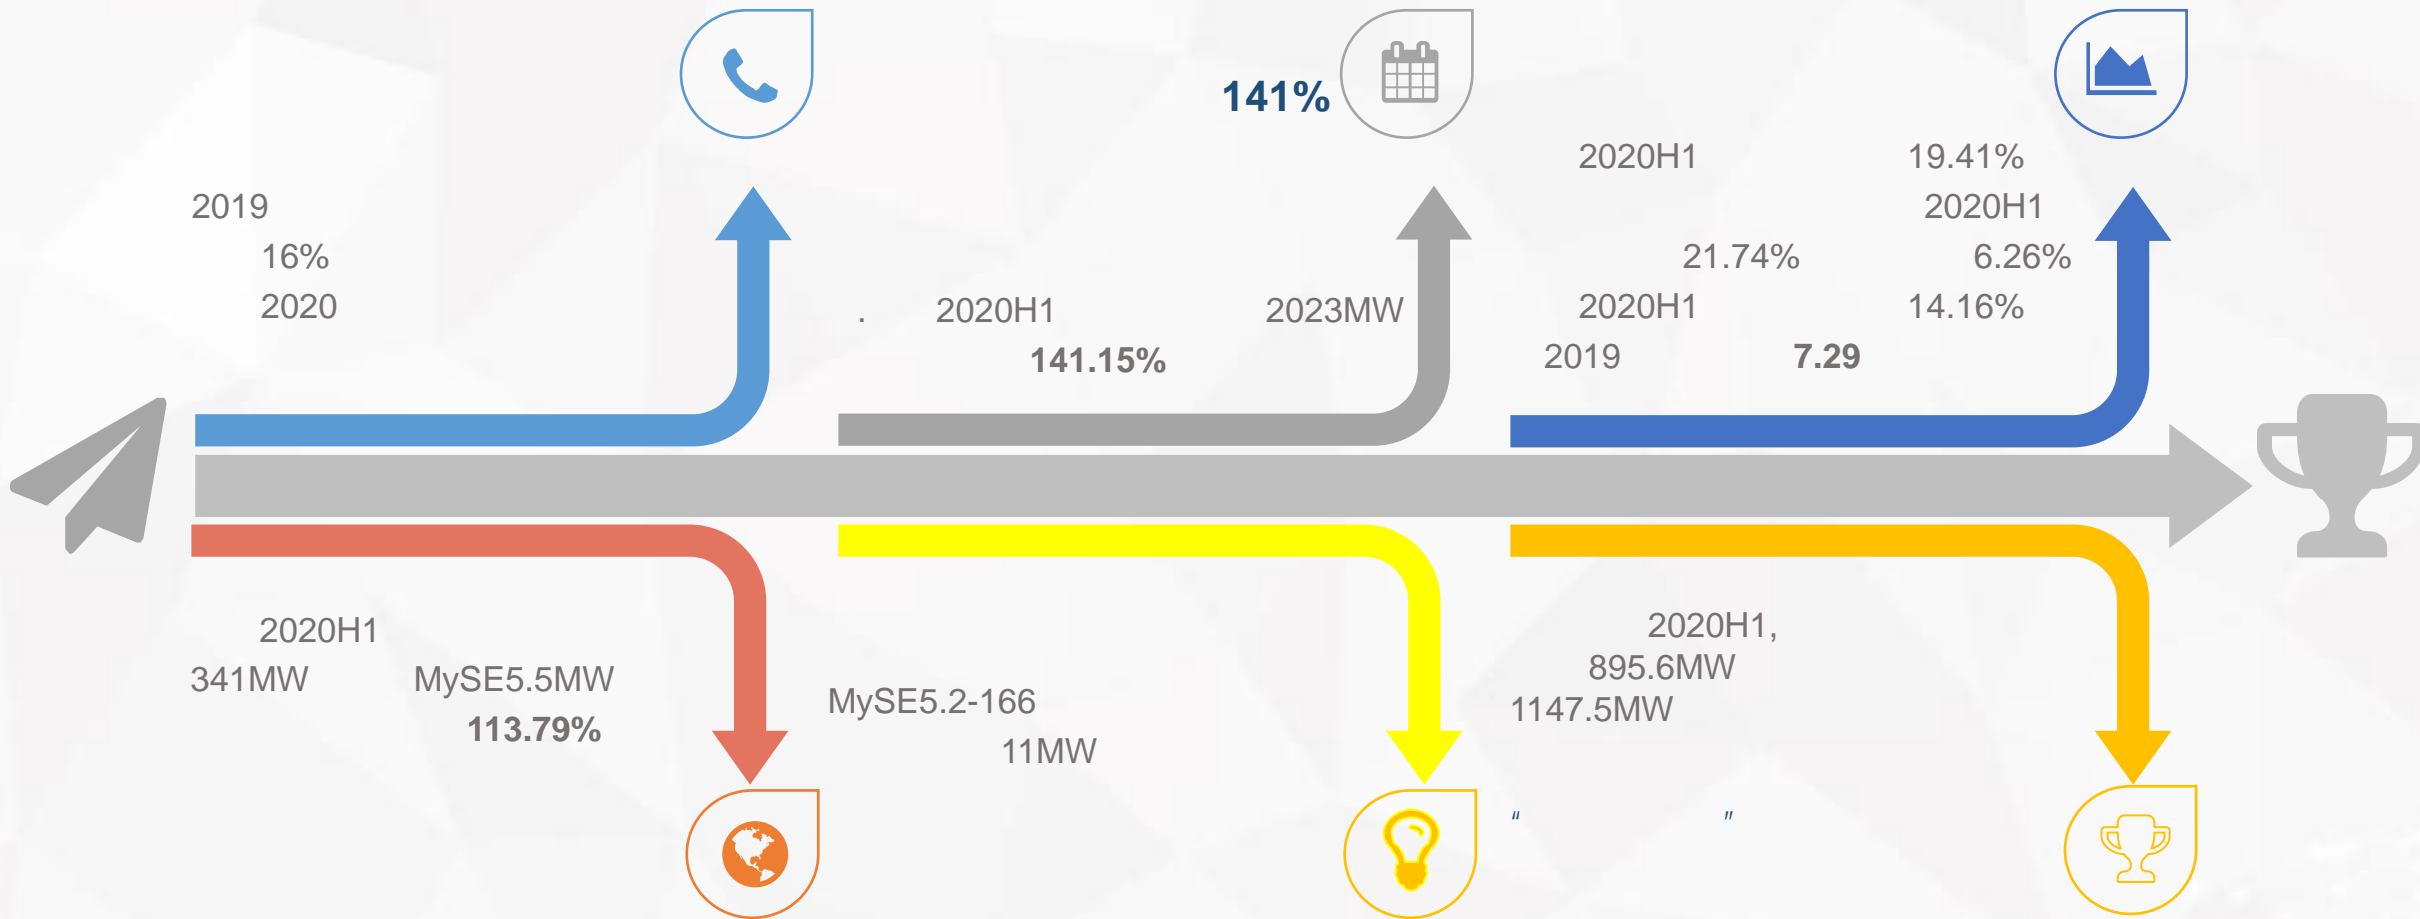 2019
16%
2020
141%
. 2020H1 2023MW
141.15%
2020H1 19.41%
2020H1
21.74% 6.26%
2020H1 14.16%
2019 7.29
2020H1
341MW MySE5.5MW
113.79%
MySE5.2-166
11MW
2020H1,
895.6MW
1147.5MW
“ ”